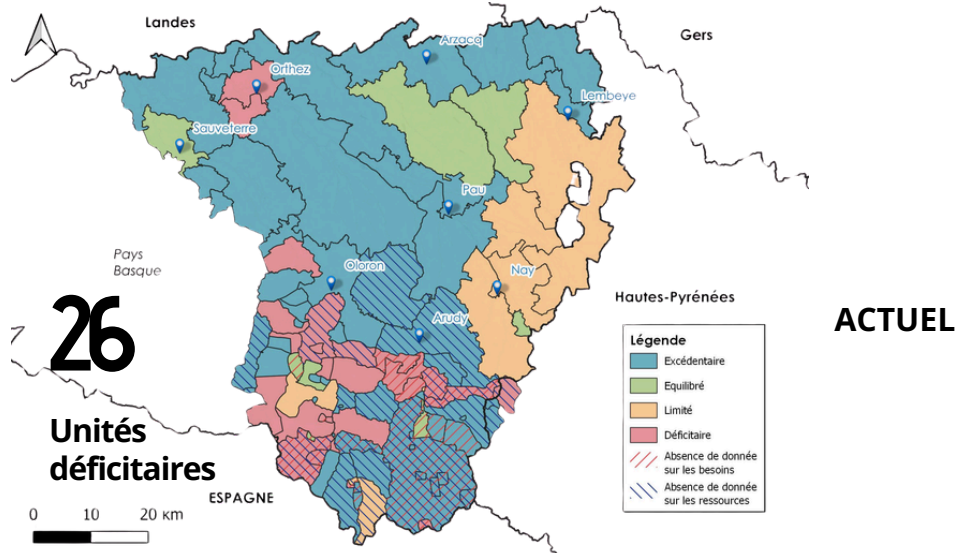 Landes
Gers
Arzacq
Orthez
Lembeye
Sauveterre
Pau
Pays
Basque
Oloron
Nay
Hautes-Pyrénées
26
Arudy
ACTUEL
Légende
Excédentaire
Equilibré
Limité
Déficitaire
Absence de donnée
sur les besoins
Absence de donnée
sur les ressources
Unités
déficitaires
ESPAGNE
0 10 20 KM